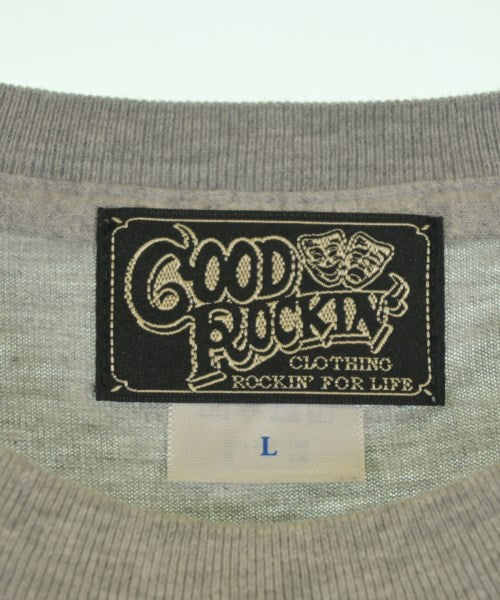 GOOD
ROCKIN'
CLOTHING
ROCKIN' FOR LIFE
L